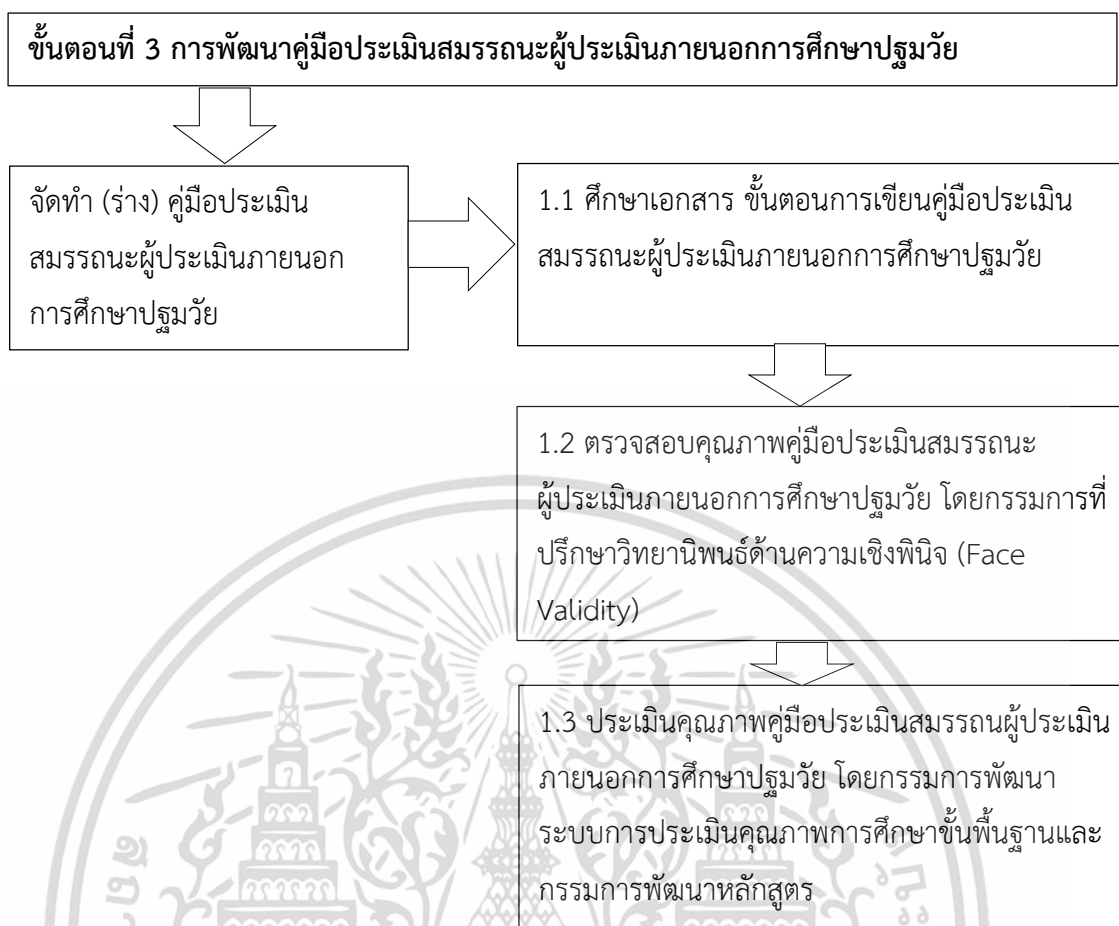 ขั้นตอนที่ 3 การพัฒนาคู่มือประเมินสมรรถนะผู้ประเมินภายนอกการศึกษาปฐมวัย
จัดทำ (ร่าง) คู่มือประเมิน
สมรรถนะผู้ประเมินภายนอก
การศึกษาปฐมวัย
1.1 ศึกษาเอกสาร ขั้นตอนการเขียนคู่มือประเมิน
สมรรถนะผู้ประเมินภายนอกการศึกษาปฐมวัย
1.2 ตรวจสอบคุณภาพคู่มือประเมินสมรรถนะ
ผู้ประเมินภายนอกการศึกษาปฐมวัย โดยกรรมการที่
ปรึกษาวิทยานิพนธ์ด้านความเชิงพินิจ (Face
Validity)
1.3 ประเมินคุณภาพคู่มือประเมินสมรรถนผู้ประเมิน
ภายนอกการศึกษาปฐมวัย โดยกรรมการพัฒนา
ระบบการประเมินคุณภาพการศึกษาขั้นพื้นฐานและ
กรรมการพัฒนาหลักสูตร